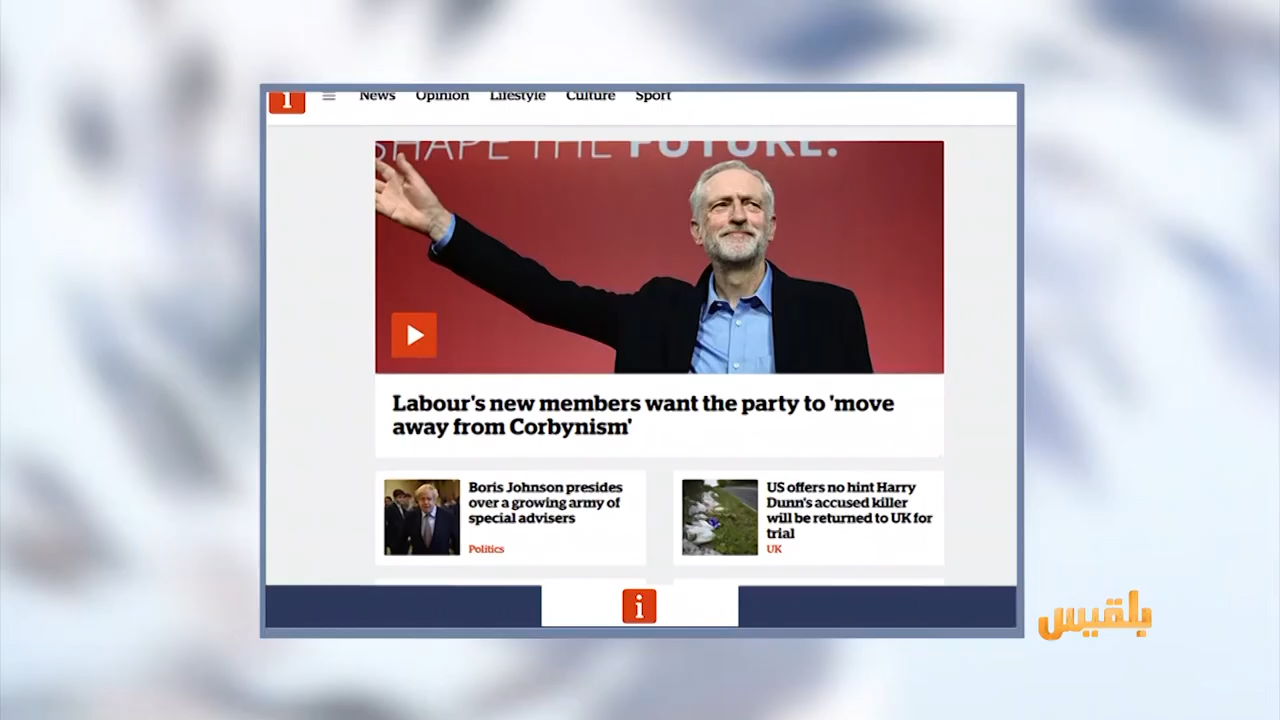 i
News Opinion Lifestyle Culture Sport
SHAPE THE FUTURE.
Labour's new members want the party to 'move
away from Corbynism'
Boris Johnson presides
over a growing army of
special advisers
Politics
US offers no hint Harry
Dunn's accused killer
will be returned to UK for
trial
UK
i
بلقيس